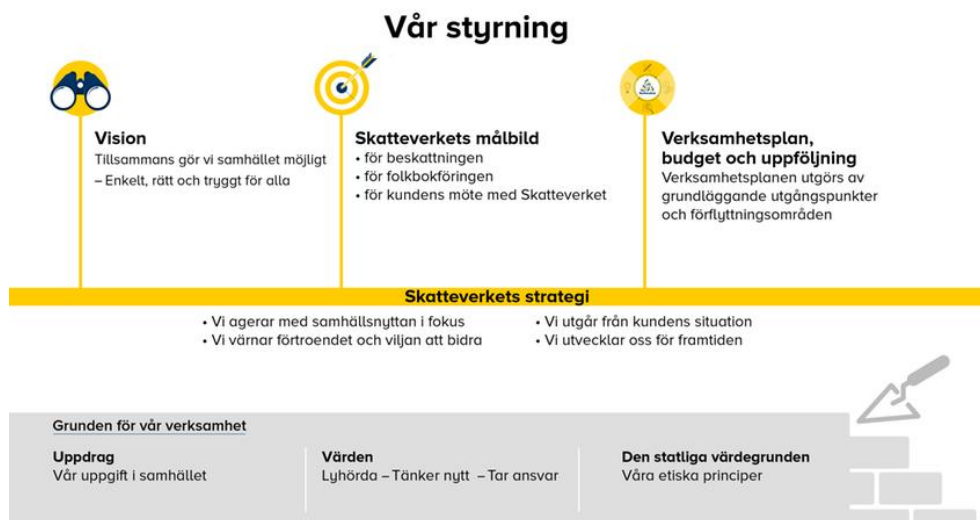 Vår styrning
Vision
Tillsammans gör vi samhället möjligt
– Enkelt, rätt och tryggt för alla
Skatteverkets målbild
• för beskattningen
• för folkbokföringen
• för kundens möte med Skatteverket
Verksamhetsplan,
budget och uppföljning
Verksamhetsplanen utgörs av
grundläggande utgångspunkter
och förflyttningsområden
Skatteverkets strategi
• Vi agerar med samhällsnyttan i fokus
• Vi värnar förtroendet och viljan att bidra
• Vi utgår från kundens situation
• Vi utvecklar oss för framtiden
Grunden för vår verksamhet
Uppdrag
Vår uppgift i samhället
Värden
Lyhörda – Tänker nytt – Tar ansvar
Den statliga värdegrunden
Våra etiska principer